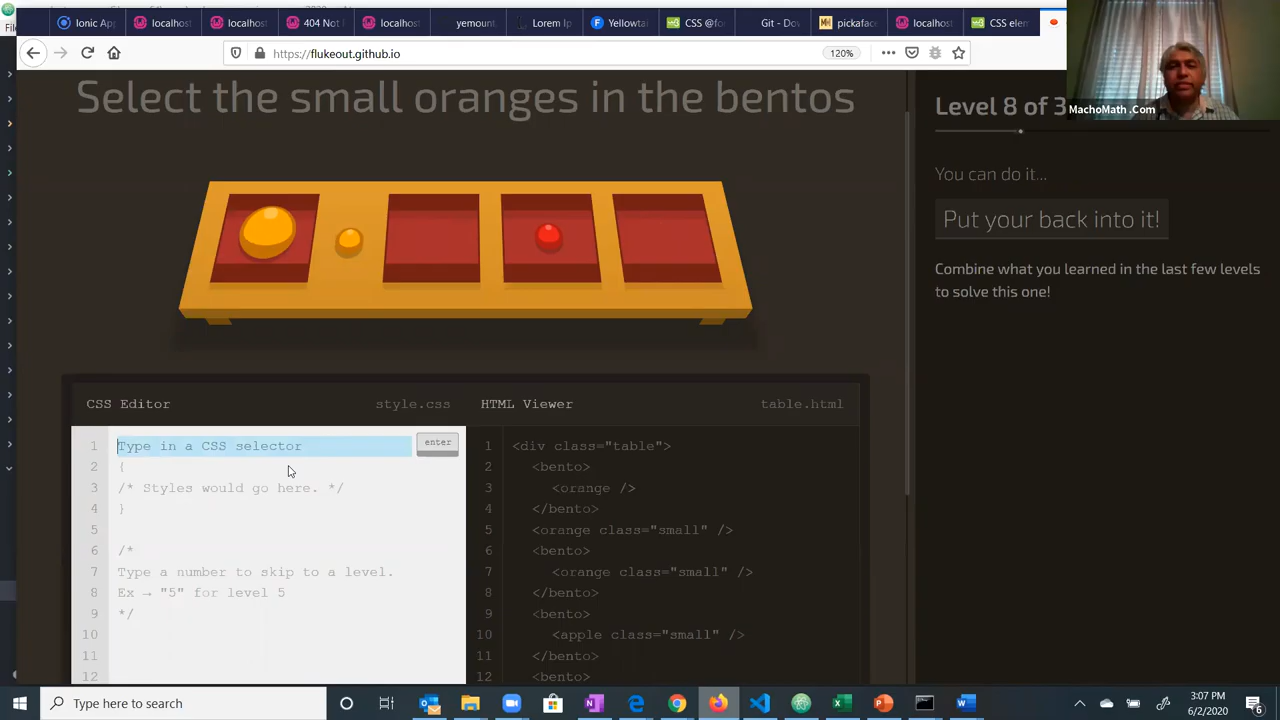 Ionic App
localhost
localhost
404 Not F
localhost
yemount.
Lorem Ip
Yellowtai
CSS @fo
Git - Dov
pickaface
localhost
CSS elem
https://flukeout.github.io
120%
Select the small oranges in the bentos
MachoMath .Com
Level 8 of 3
You can do it...
Put your back into it!
Combine what you learned in the last few levels
to solve this one!
CSS Editor
style.css
HTML Viewer
table.html
1 Type in a CSS selector
enter
2 {
3 /* Styles would go here. */
4 }
5
6 /*
7 Type a number to skip to a level.
8 Ex → "5" for level 5
9 */
10
11
12
1 <div class="table">
2 <bento>
3 <orange />
4 </bento>
5 <orange class="small" />
6 <bento>
7 <orange class="small" />
8 </bento>
9 <bento>
10 <apple class="small" />
11 </bento>
12 <bento>
Type here to search
3:07 PM
6/2/2020
6